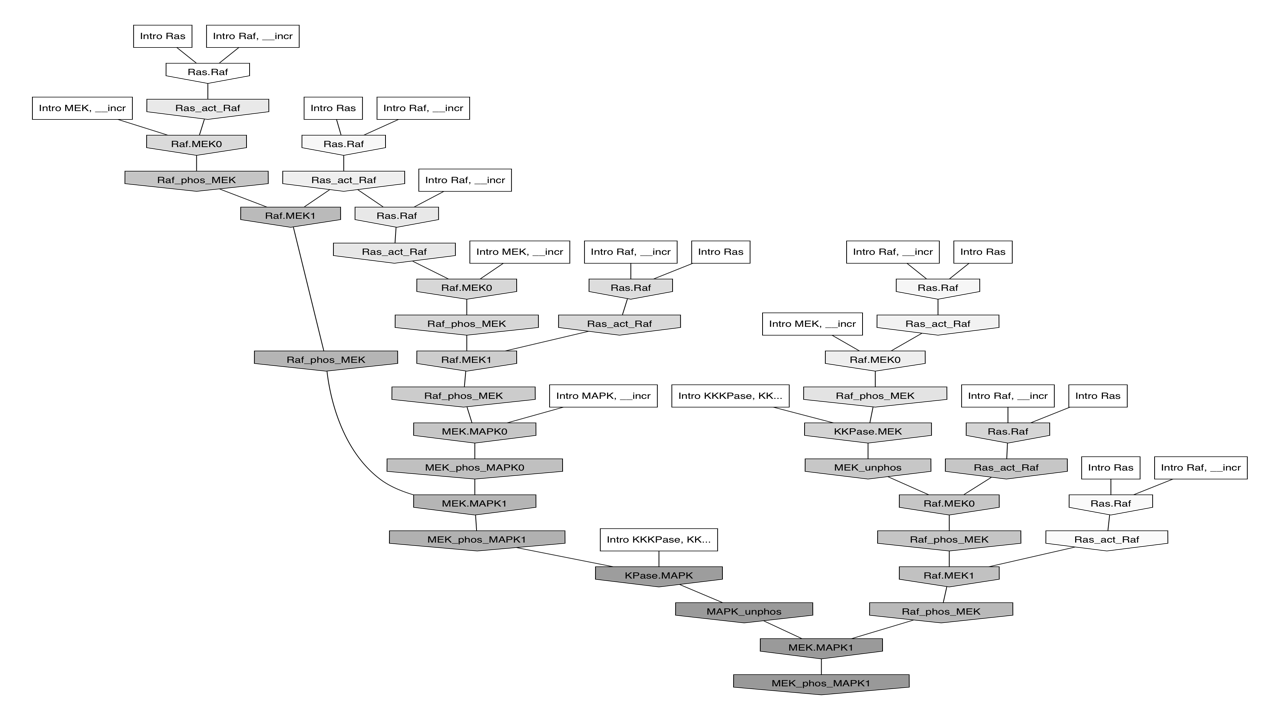 Intro Ras
Intro Raf, __incr
Ras.Raf
Intro MEK, __incr
Ras_act_Raf
Intro Ras
Intro Raf, __incr
Raf.MEK0
Ras.Raf
Raf_phos_MEK
Ras_act_Raf
Intro Raf, __incr
Raf.MEK1
Ras.Raf
Ras_act_Raf
Intro MEK, __incr
Intro Raf, __incr
Intro Ras
Intro Raf, __incr
Intro Ras
Raf.MEK0
Ras.Raf
Ras.Raf
Raf_phos_MEK
Ras_act_Raf
Intro MEK, __incr
Ras_act_Raf
Raf_phos_MEK
Raf.MEK1
Raf.MEK0
Raf_phos_MEK
Intro MAPK, __incr
Intro KKKPase, KK...
Raf_phos_MEK
Intro Raf, __incr
Intro Ras
MEK.MAPK0
KKPase.MEK
Ras.Raf
MEK_phos_MAPK0
MEK_unphos
Ras_act_Raf
Intro Ras
Intro Raf, __incr
MEK.MAPK1
Raf.MEK0
Ras.Raf
MEK_phos_MAPK1
Intro KKKPase, KK...
Raf_phos_MEK
Ras_act_Raf
KPase.MAPK
Raf.MEK1
MAPK_unphos
Raf_phos_MEK
MEK.MAPK1
MEK_phos_MAPK1